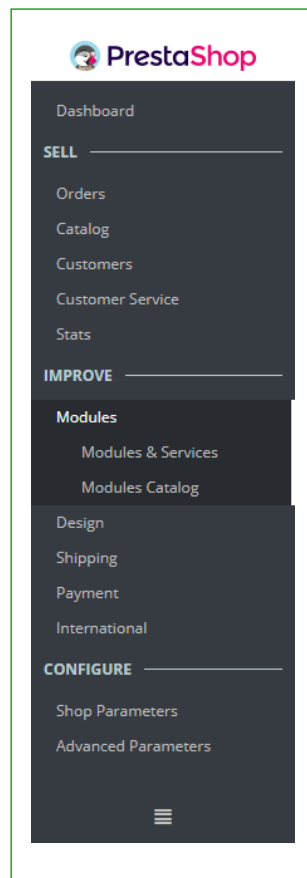 PrestaShop
Dashboard
SELL
Orders
Catalog
Customers
Customer Service
Stats
IMPROVE
Modules
Modules & Services
Modules Catalog
Design
Shipping
Payment
International
CONFIGURE
Shop Parameters
Advanced Parameters